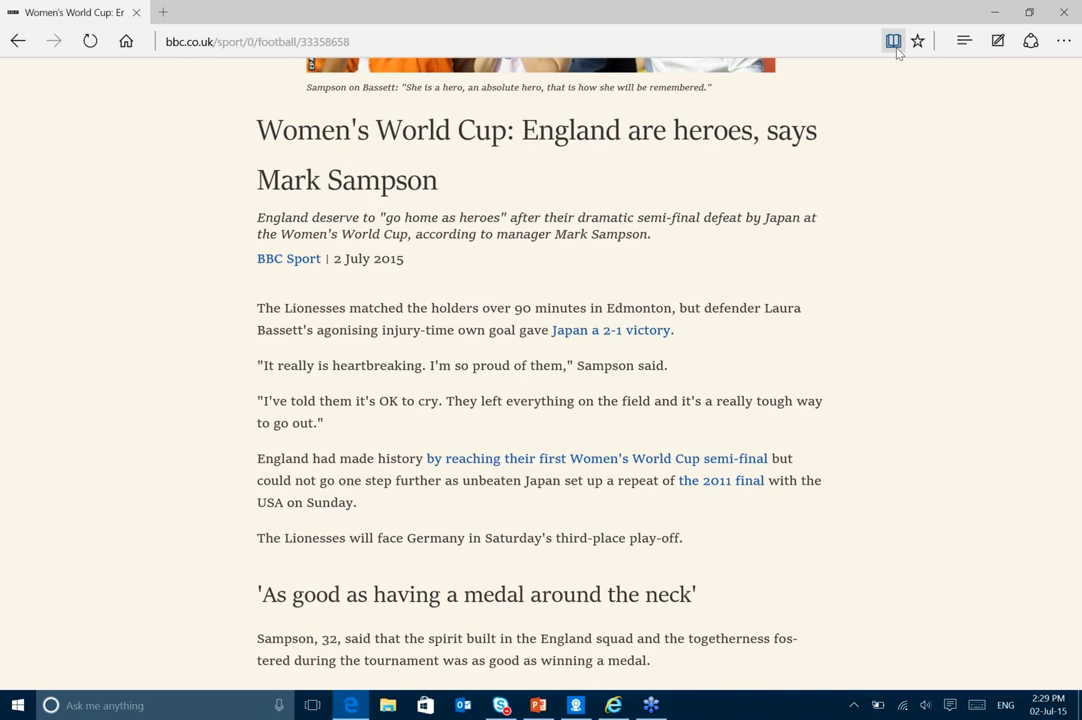 Women's World Cup: Er
bbc.co.uk/sport/0/football/33358658
Sampson on Bassett: "She is a hero, an absolute hero, that is how she will be remembered."
Women's World Cup: England are heroes, says
Mark Sampson
England deserve to "go home as heroes" after their dramatic semi-final defeat by Japan at
the Women's World Cup, according to manager Mark Sampson.
BBC Sport | 2 July 2015
The Lionesses matched the holders over 90 minutes in Edmonton, but defender Laura
Bassett's agonising injury-time own goal gave Japan a 2-1 victory.
"It really is heartbreaking. I'm so proud of them," Sampson said.
"I've told them it's OK to cry. They left everything on the field and it's a really tough way
to go out."
England had made history by reaching their first Women's World Cup semi-final but
could not go one step further as unbeaten Japan set up a repeat of the 2011 final with the
USA on Sunday.
The Lionesses will face Germany in Saturday's third-place play-off.
'As good as having a medal around the neck'
Sampson, 32, said that the spirit built in the England squad and the togetherness fos-
tered during the tournament was as good as winning a medal.
Ask me anything
ENG
2:29 PM
02-Jul-15